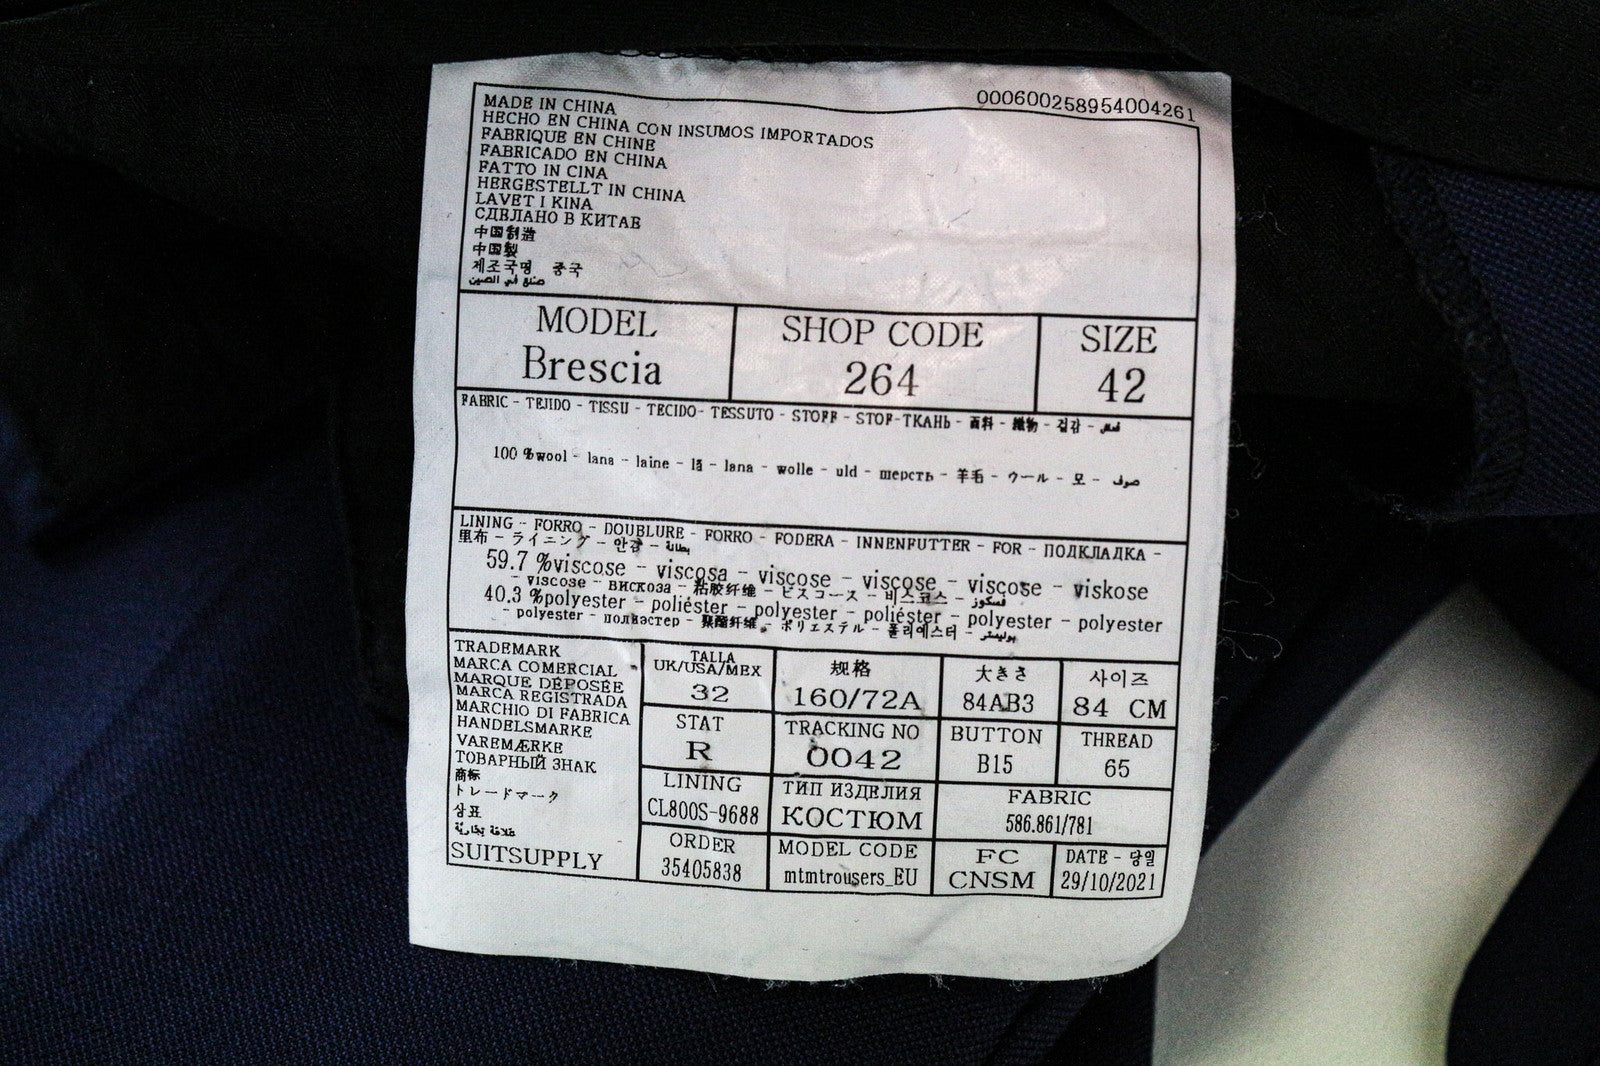 000600258954004261
MADE IN CHINA
HECHO EN CHINA CON INSUMOS IMPORTADOS
FABRIQUE EN CHINE
FABRICADO EN CHINA
FATTO IN CINA
HERGESTELLT IN CHINA
LAVET I KINA
СДЕЛАНО В КИТАЕ
中国制造
中国製
제조국명 중국
صنع في الصين
MODEL SHOP CODE SIZE
Brescia 264 42
FABRIC - TEJIDO - TISSU - TECIDO- TESSUTO - STOFF - STOF-ТКАНЬ - 面料 - 織物 - 겉감 - قماش
100 %wool - lana - laine - lã - lana - wolle - uld - шерсть - 羊毛 - ウール - 모 - صوف
LINING - FORRO - DOUBLURE - FORRO - FODERA - INNENFUTTER - FOR - ПОДКЛАДКА -
里布 - ライニング - 안감 - بطانة
59.7 %viscose - viscosa - viscose - viscose - viscose - viskose
- viscose - вискоза - 粘胶纤维 - ビスコース - 비스코스 - فسكوز
40.3 %polyester - poliéster - polyester - poliéster - polyester - polyester
- polyester - полиэстер - 聚酯纤维 - ポリエステル - 폴리에스터 - بوليستر
TRADEMARK
MARCA COMERCIAL
MARQUE DÉPOSÉE
MARCA REGISTRADA
MARCHIO DI FABRICA
HANDELSMARKE
VAREMÆRKE
ТОВАРНЫЙ ЗНАК
商标
トレードマーク
상표
علامة تجارية
SUITSUPPLY
TALLA
UK/USA/MEX 规格 大きさ 사이즈
32 160/72A 84AB3 84 CM
STAT TRACKING NO BUTTON THREAD
R 0042 B15 65
LINING ТИП ИЗДЕЛИЯ FABRIC
CL800S-9688 КОСТЮМ 586.861/781
ORDER MODEL CODE FC DATE - 당일
35405838 mtmtrousers_EU CNSM 29/10/2021